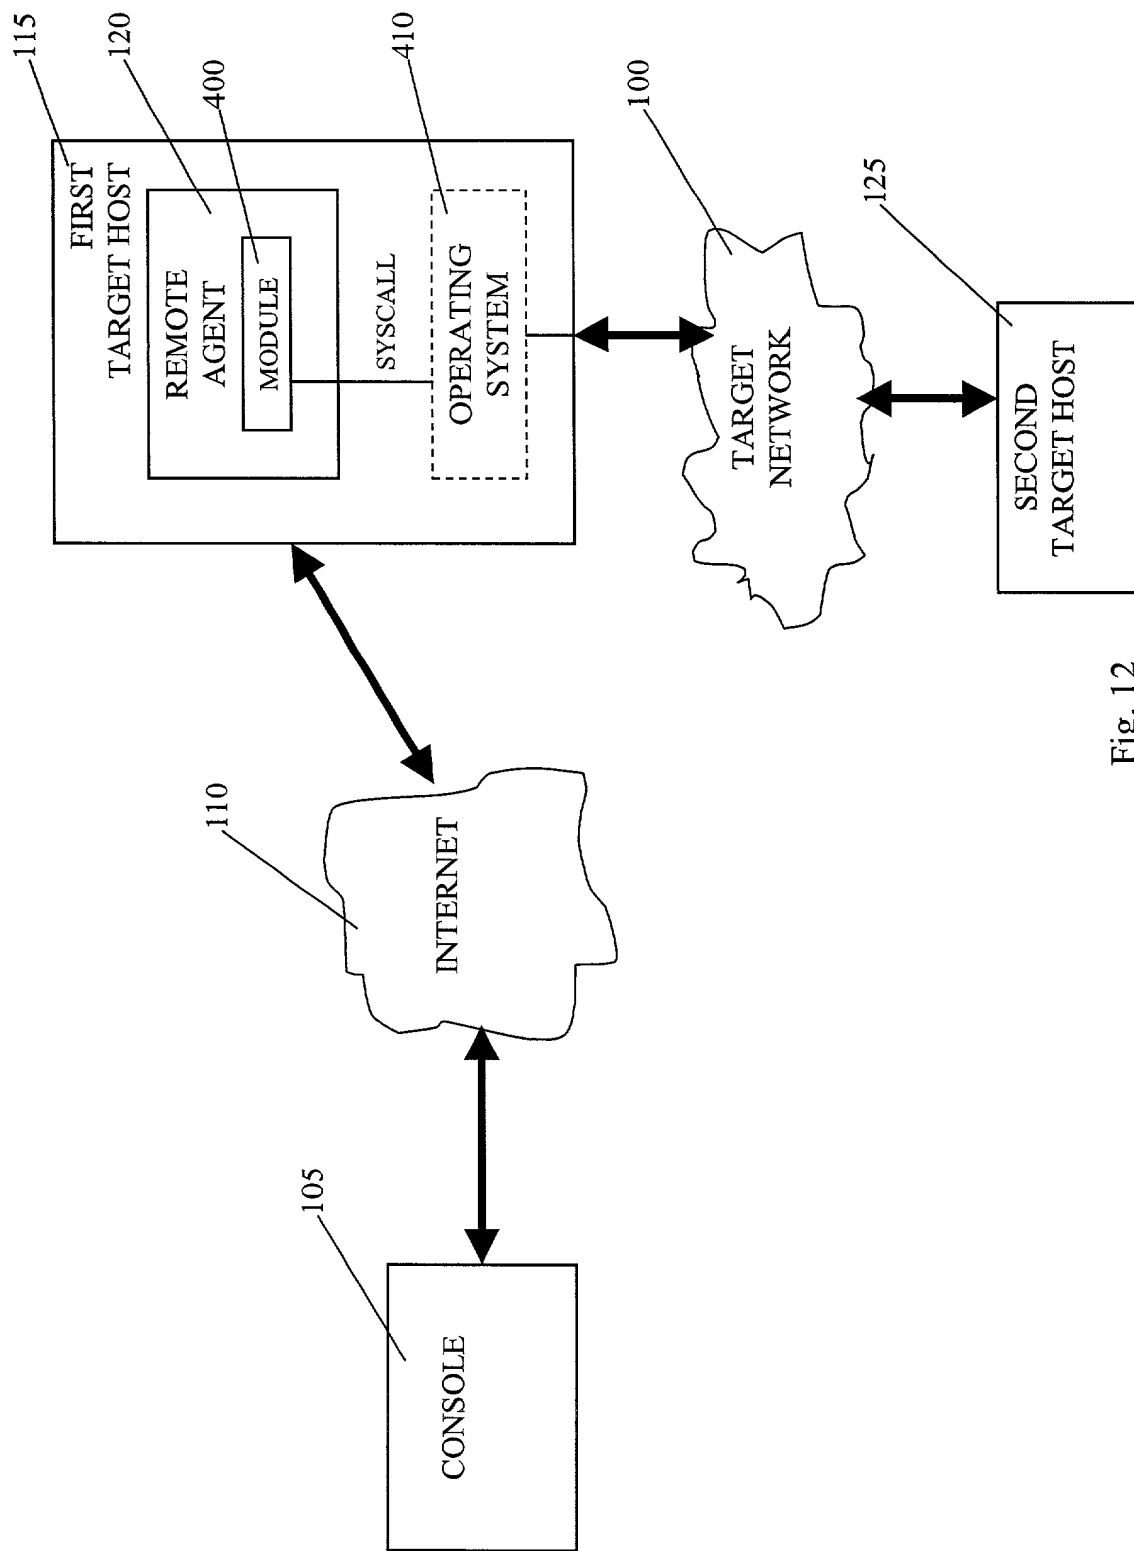 115
FIRST
TARGET HOST
120
REMOTE
AGENT
400
MODULE
SYSCALL
410
OPERATING
SYSTEM
110
INTERNET
105
CONSOLE
100
TARGET
NETWORK
125
SECOND
TARGET HOST
Fig. 12